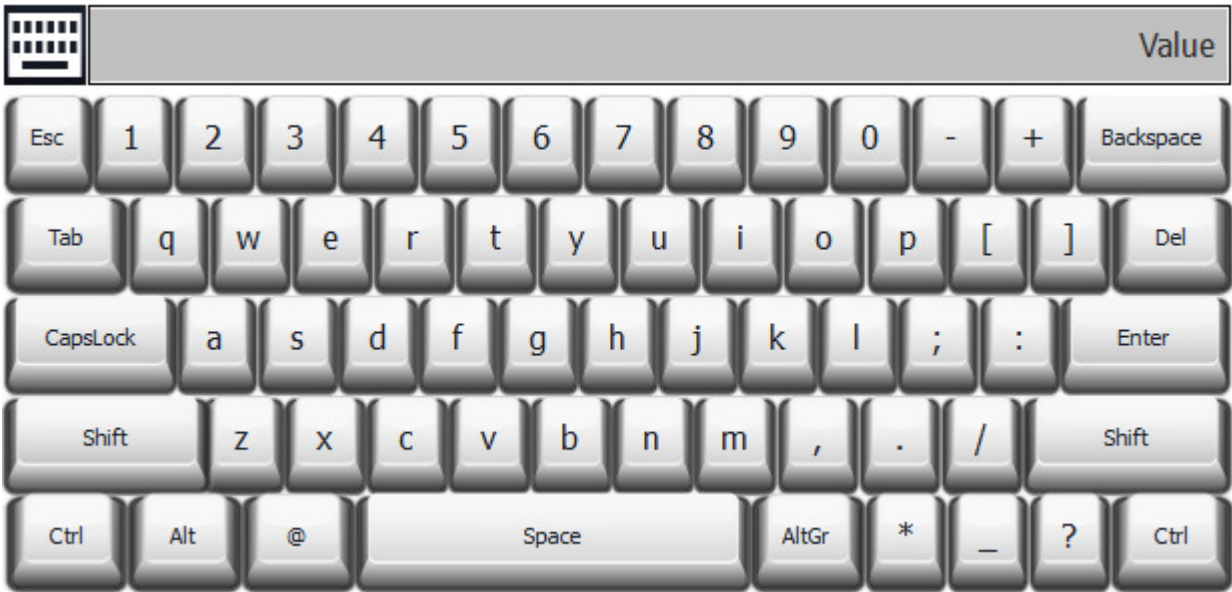 Value
Esc 1 2 3 4 5 6 7 8 9 0 - + Backspace
Tab q w e r t y u i o p [ ] Del
CapsLock a s d f g h j k l ; : Enter
Shift z x c v b n m , . / Shift
Ctrl Alt @ Space AltGr * _ ? Ctrl